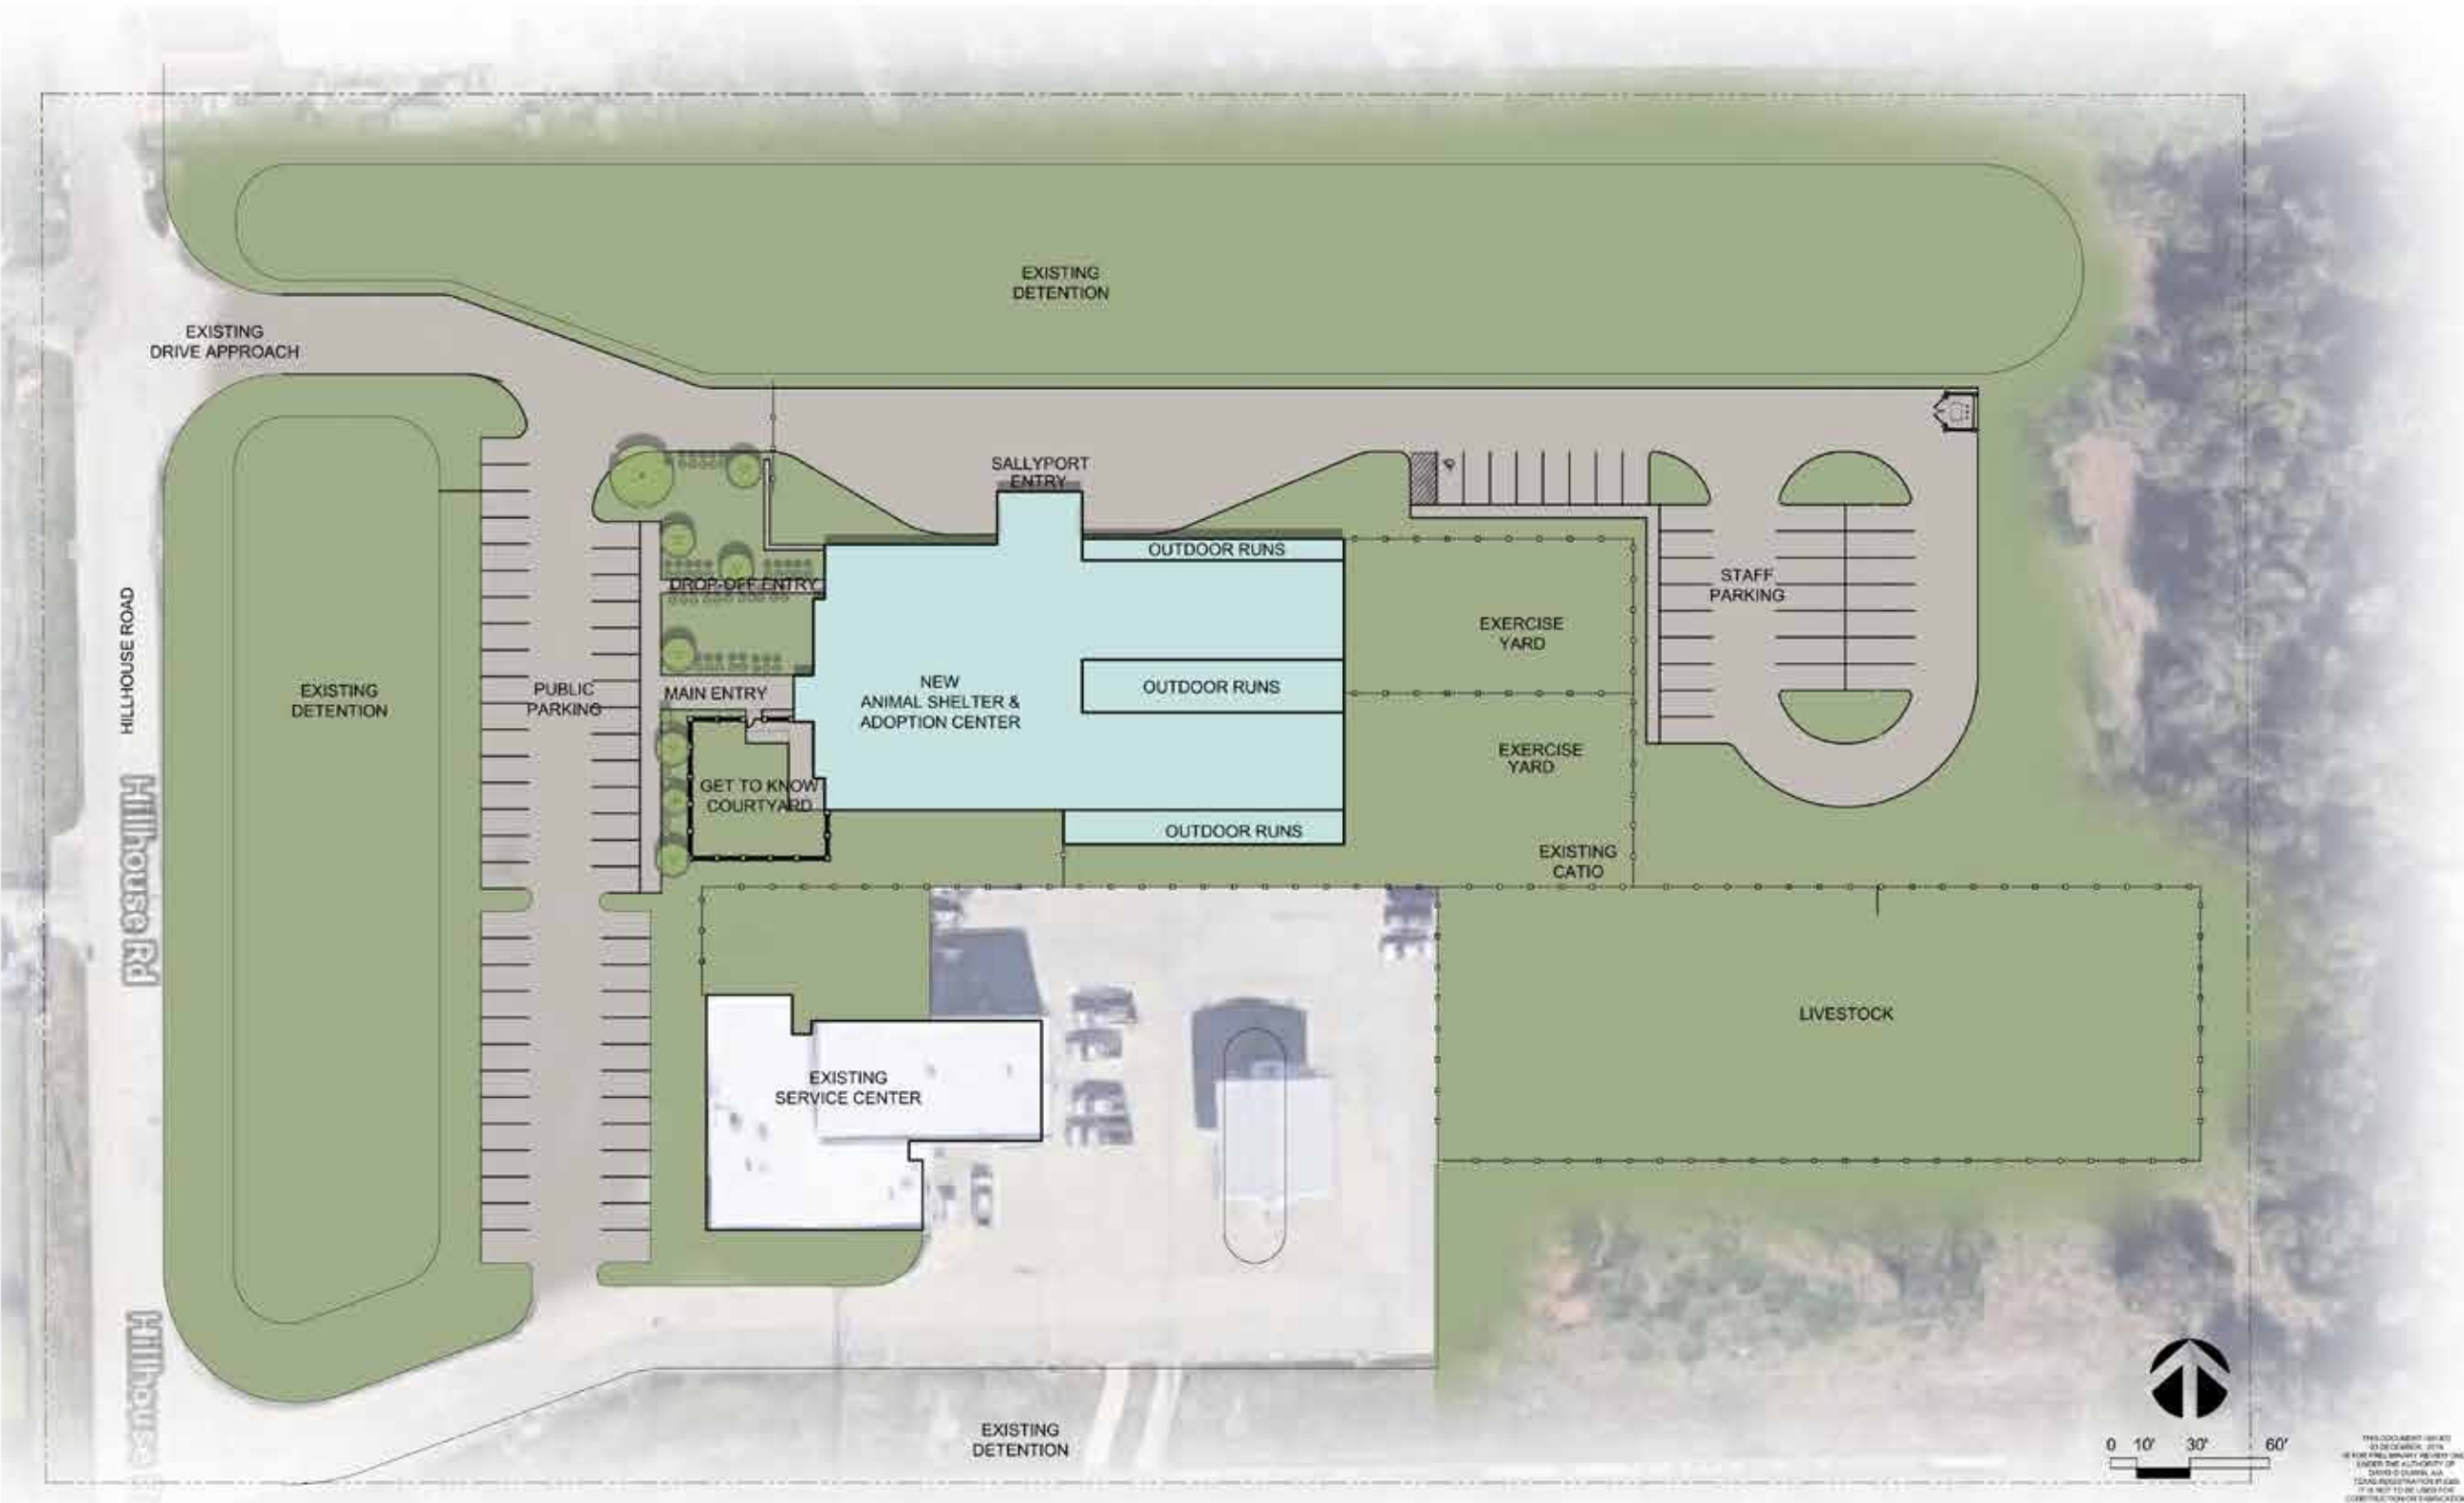 EXISTING
DETENTION
EXISTING
DRIVE APPROACH
SALLYPORT
ENTRY
OUTDOOR RUNS
DROP-OFF ENTRY
STAFF
PARKING
HILLHOUSE ROAD
EXERCISE
YARD
EXISTING
DETENTION
PUBLIC
PARKING
MAIN ENTRY
NEW
ANIMAL SHELTER &
ADOPTION CENTER
OUTDOOR RUNS
EXERCISE
YARD
GET TO KNOW
COURTYARD
OUTDOOR RUNS
EXISTING
CATIO
Hillhouse Rd
LIVESTOCK
EXISTING
SERVICE CENTER
Hillhouse
EXISTING
DETENTION
0 10' 30' 60'